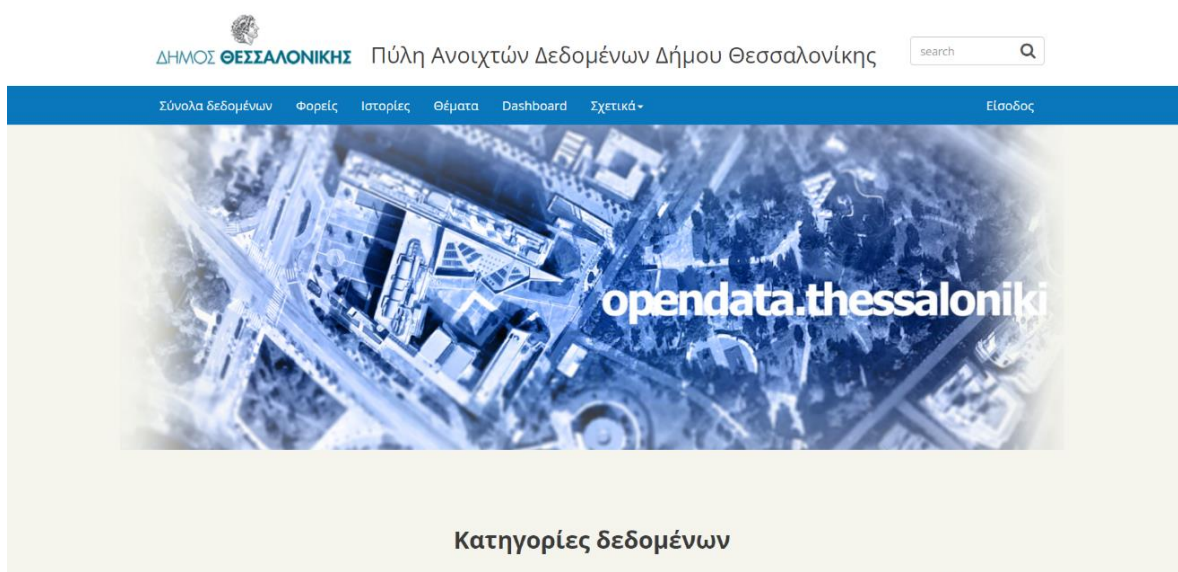 ΔΗΜΟΣ ΘΕΣΣΑΛΟΝΙΚΗΣ Πύλη Ανοιχτών Δεδομένων Δήμου Θεσσαλονίκης search
Σύνολα δεδομένων Φορείς Ιστορίες Θέματα Dashboard Σχετικά Είσοδος
opendata.thessaloniki
Κατηγορίες δεδομένων